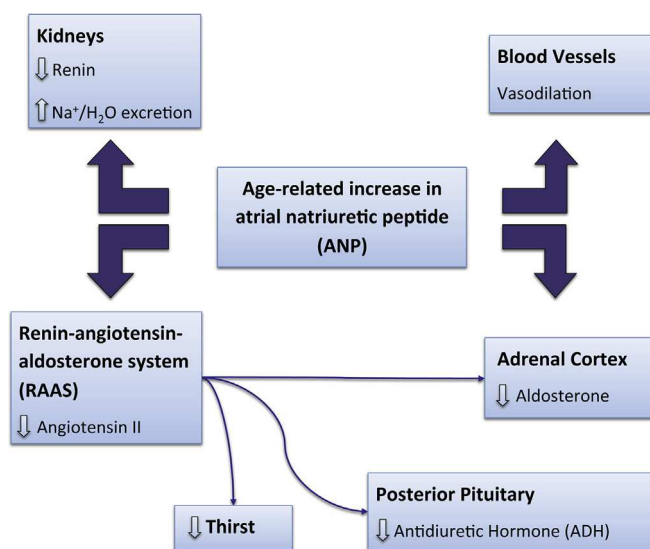 Kidneys
Renin
Na⁺/H₂O excretion
Blood Vessels
Vasodilation
Age-related increase in
atrial natriuretic peptide
(ANP)
Renin-angiotensin-
aldosterone system
(RAAS)
Angiotensin II
Adrenal Cortex
Aldosterone
Thirst
Posterior Pituitary
Antidiuretic Hormone (ADH)